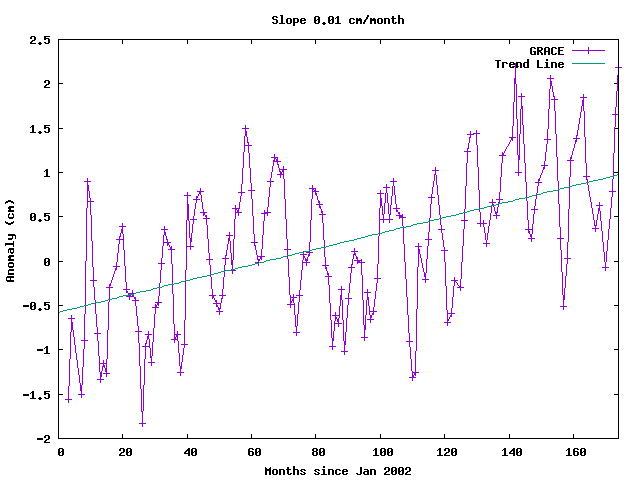 Slope 0.01 cm/month
GRACE
Trend Line
2.5
2
1.5
1
0.5
0
-0.5
-1
-1.5
-2
Anomaly (cm)
0 20 40 60 80 100 120 140 160
Months since Jan 2002